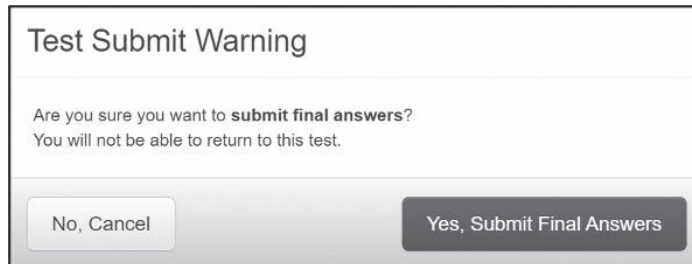 Test Submit Warning
Are you sure you want to submit final answers?
You will not be able to return to this test.
No, Cancel
Yes, Submit Final Answers